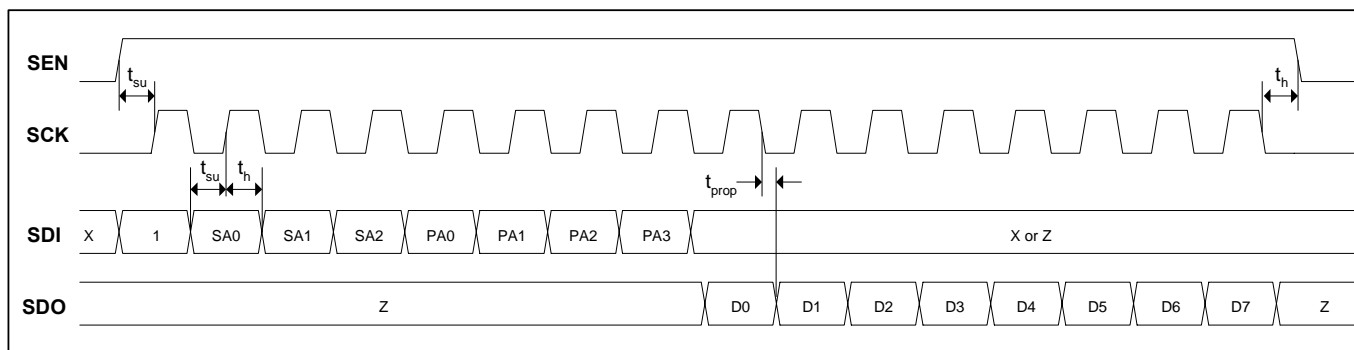 SEN
t_su
t_h
SCK
t_su t_h
t_prop
SDI X 1 SA0 SA1 SA2 PA0 PA1 PA2 PA3 X or Z
SDO Z D0 D1 D2 D3 D4 D5 D6 D7 Z